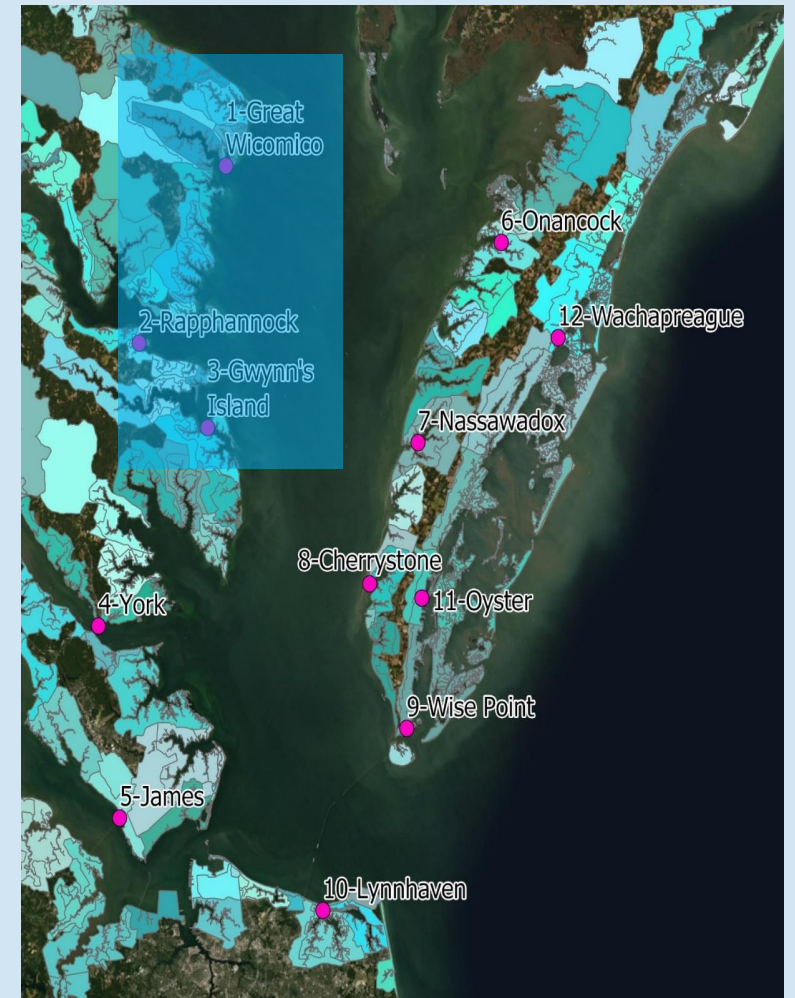 1-Great
Wicomico
6-Onancock
2-Rapphannock
12-Wachapreague
3-Gwynn's
Island
7-Nassawadox
8-Cherrystone
11-Oyster
4-York
9-Wise Point
5-James
10-Lynnhaven